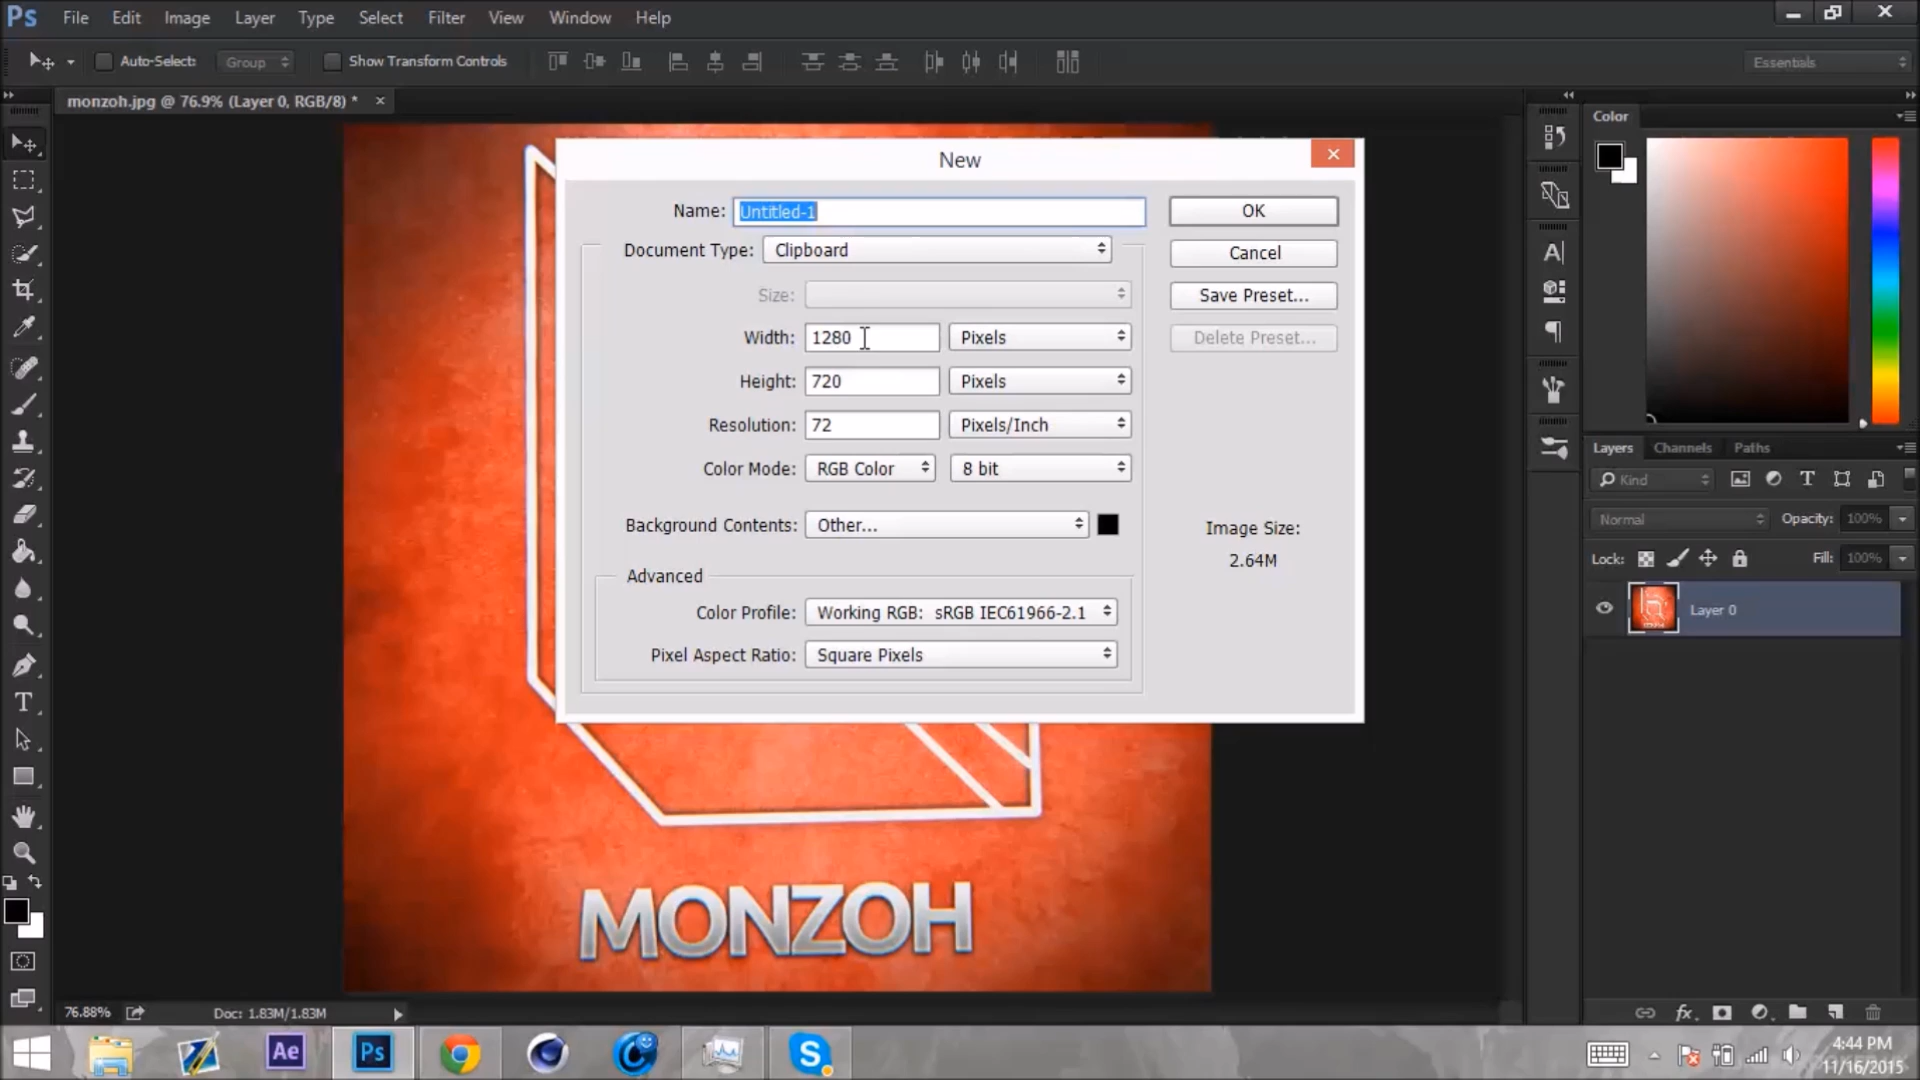 Ps File Edit Image Layer Type Select Filter View Window Help
Auto-Select: Group Show Transform Controls Essentials
monzoh.jpg @ 76.9% (Layer 0, RGB/8) *
Color
New
Name: Untitled-1 OK
Document Type: Clipboard Cancel
Size: Save Preset...
Width: 1280 Pixels Delete Preset...
Height: 720 Pixels
Resolution: 72 Pixels/Inch
Color Mode: RGB Color 8 bit
Background Contents: Other...
Image Size:
2.64M
Advanced
Color Profile: Working RGB: sRGB IEC61966-2.1
Pixel Aspect Ratio: Square Pixels
Layers Channels Paths
Kind
Normal Opacity: 100%
Lock: Fill: 100%
Layer 0
MONZOH
76.88% Doc: 1.83M/1.83M
Ae Ps
4:44 PM
11/16/2015